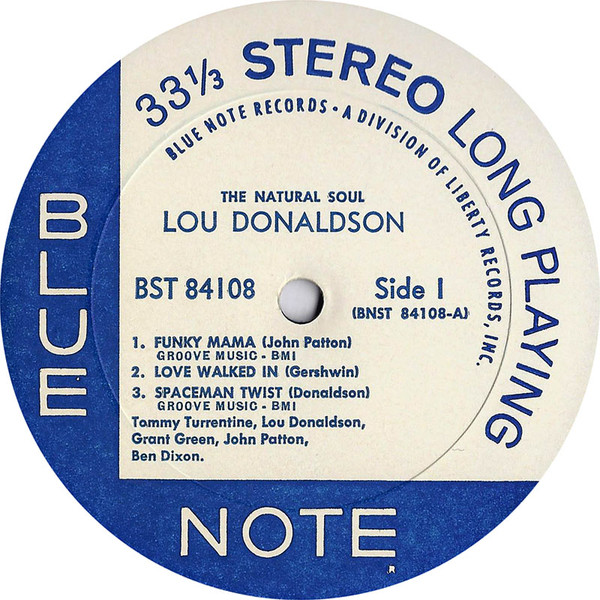 33⅓ STEREO LONG PLAYING
BLUE NOTE RECORDS • A DIVISION OF LIBERTY RECORDS, INC.
THE NATURAL SOUL
LOU DONALDSON
BST 84108
Side 1
(BNST 84108-A)
1. FUNKY MAMA (John Patton)
GROOVE MUSIC - BMI
2. LOVE WALKED IN (Gershwin)
3. SPACEMAN TWIST (Donaldson)
GROOVE MUSIC - BMI
Tommy Turrentine, Lou Donaldson,
Grant Green, John Patton,
Ben Dixon.
BLUE
NOTE